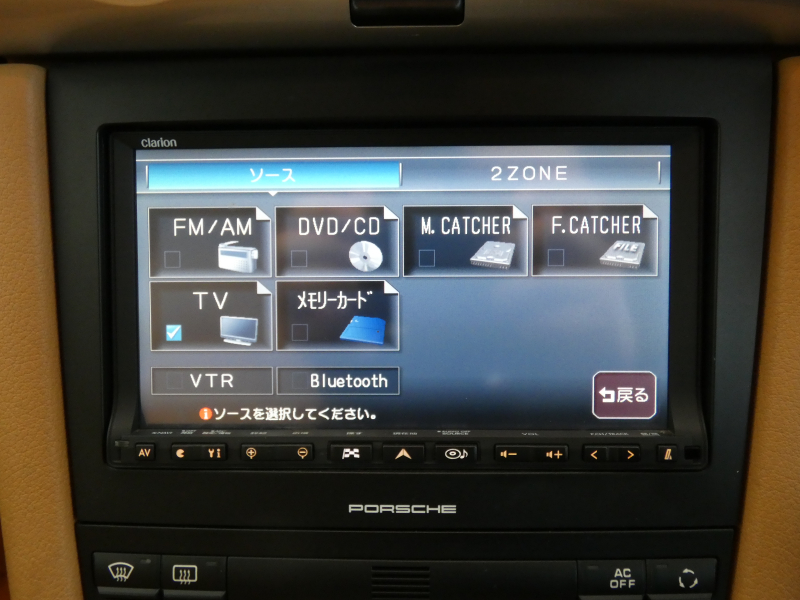 clarion
ソース 2ZONE
FM/AM DVD/CD M.CATCHER F.CATCHER
FILE
TV メモリーカード
VTR Bluetooth
ソースを選択してください。
戻る
AV
PORSCHE
AC
OFF